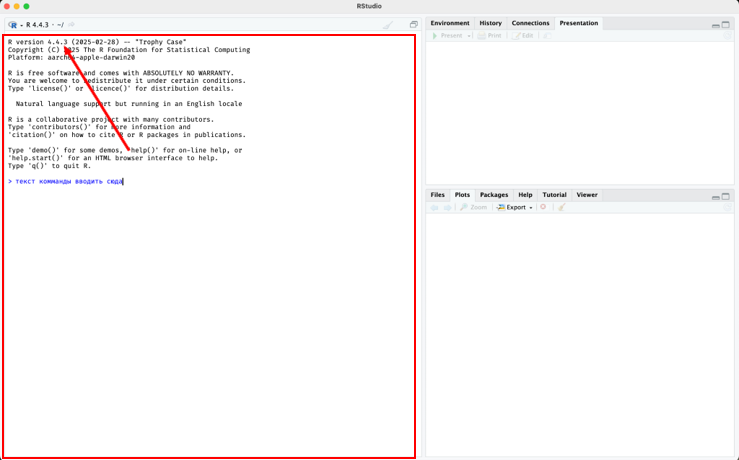 RStudio
R 4.4.3 · ~/
R version 4.4.3 (2025-02-28) -- "Trophy Case"
Copyright (C) 2025 The R Foundation for Statistical Computing
Platform: aarch64-apple-darwin20
R is free software and comes with ABSOLUTELY NO WARRANTY.
You are welcome to redistribute it under certain conditions.
Type 'license()' or 'licence()' for distribution details.
Natural language support but running in an English locale
R is a collaborative project with many contributors.
Type 'contributors()' for more information and
'citation()' on how to cite R or R packages in publications.
Type 'demo()' for some demos, 'help()' for on-line help, or
'help.start()' for an HTML browser interface to help.
Type 'q()' to quit R.
> текст комманды вводить сюда
Environment History Connections Presentation
Present Print Edit
Files Plots Packages Help Tutorial Viewer
Zoom Export